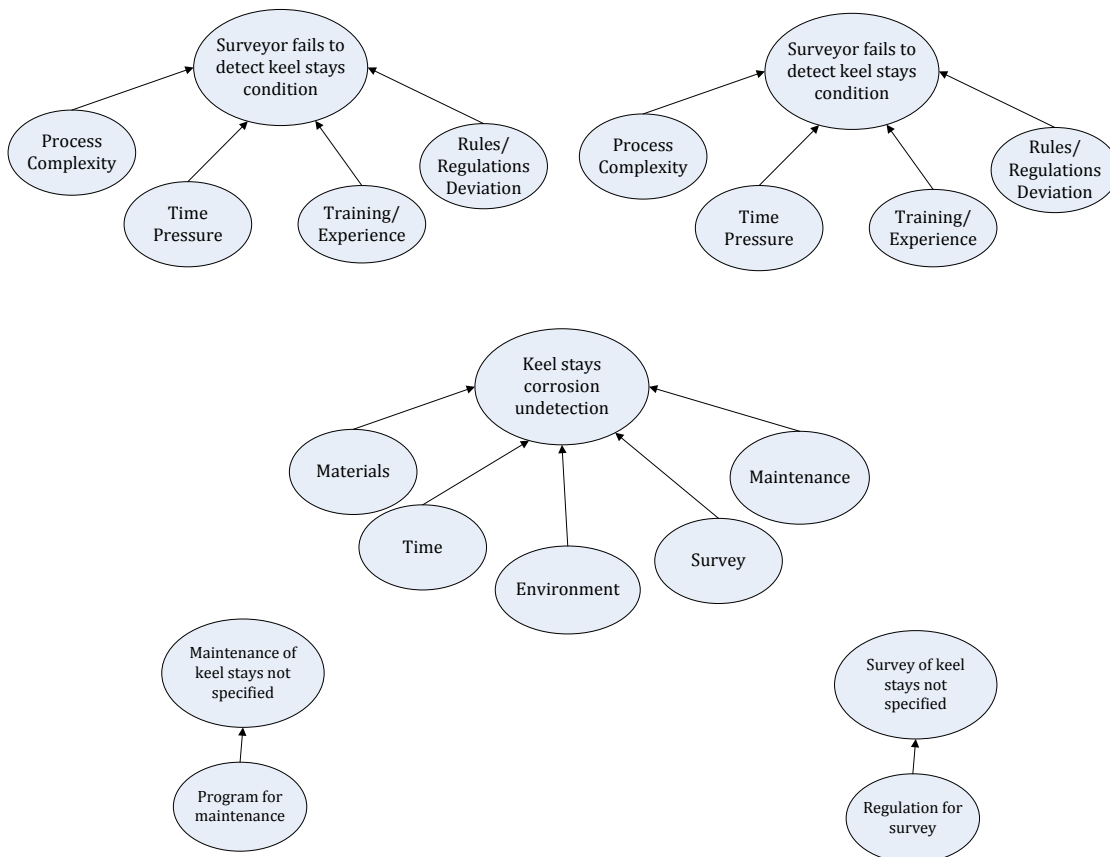 Surveyor fails to
detect keel stays
condition
Process
Complexity
Time
Pressure
Training/
Experience
Rules/
Regulations
Deviation
Surveyor fails to
detect keel stays
condition
Process
Complexity
Time
Pressure
Training/
Experience
Rules/
Regulations
Deviation
Keel stays
corrosion
undetection
Materials
Time
Environment
Survey
Maintenance
Maintenance of
keel stays not
specified
Program for
maintenance
Survey of keel
stays not
specified
Regulation for
survey